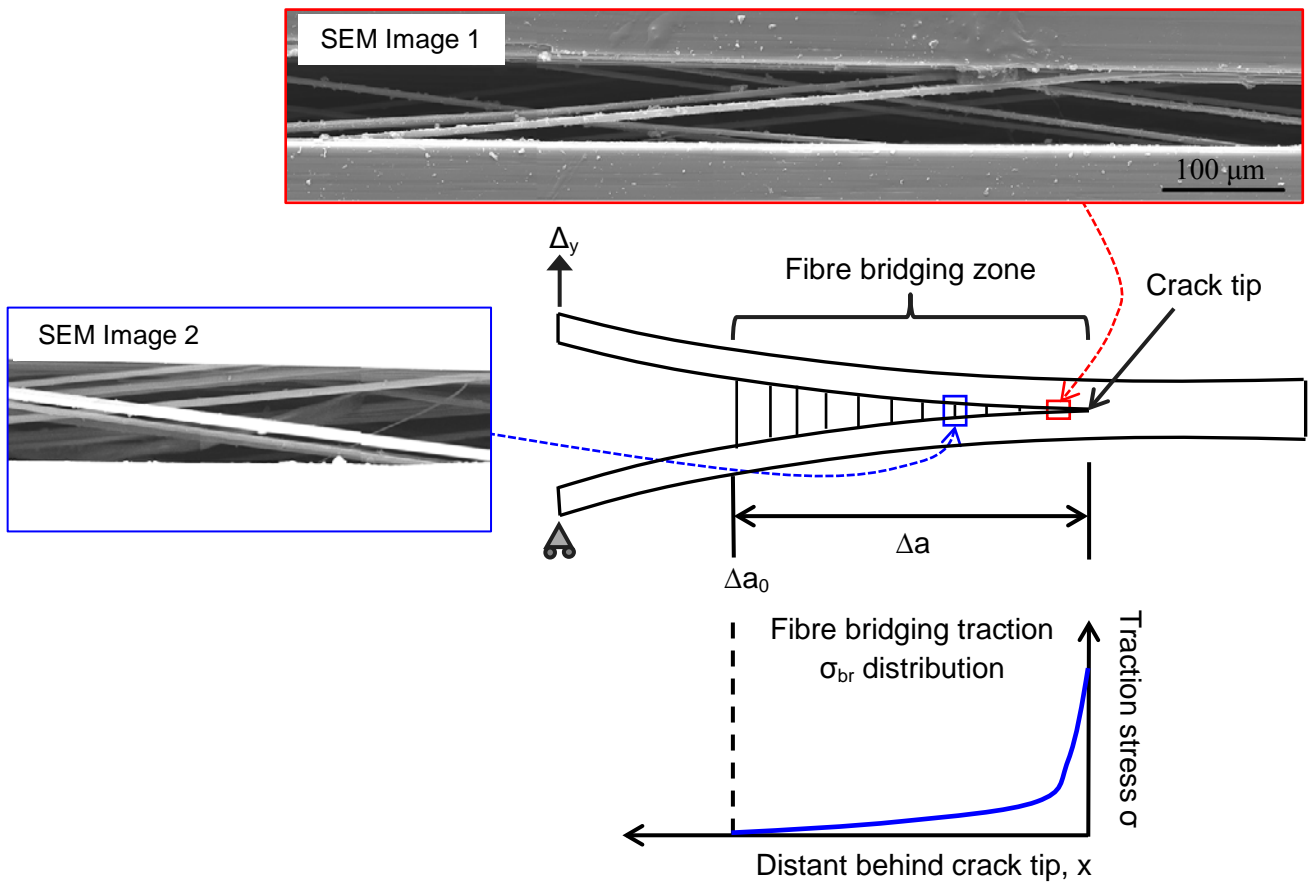 SEM Image 1
100 μm
Δy
Fibre bridging zone
Crack tip
SEM Image 2
Δa
Δa0
Fibre bridging traction
σbr distribution
Traction stress σ
Distant behind crack tip, x